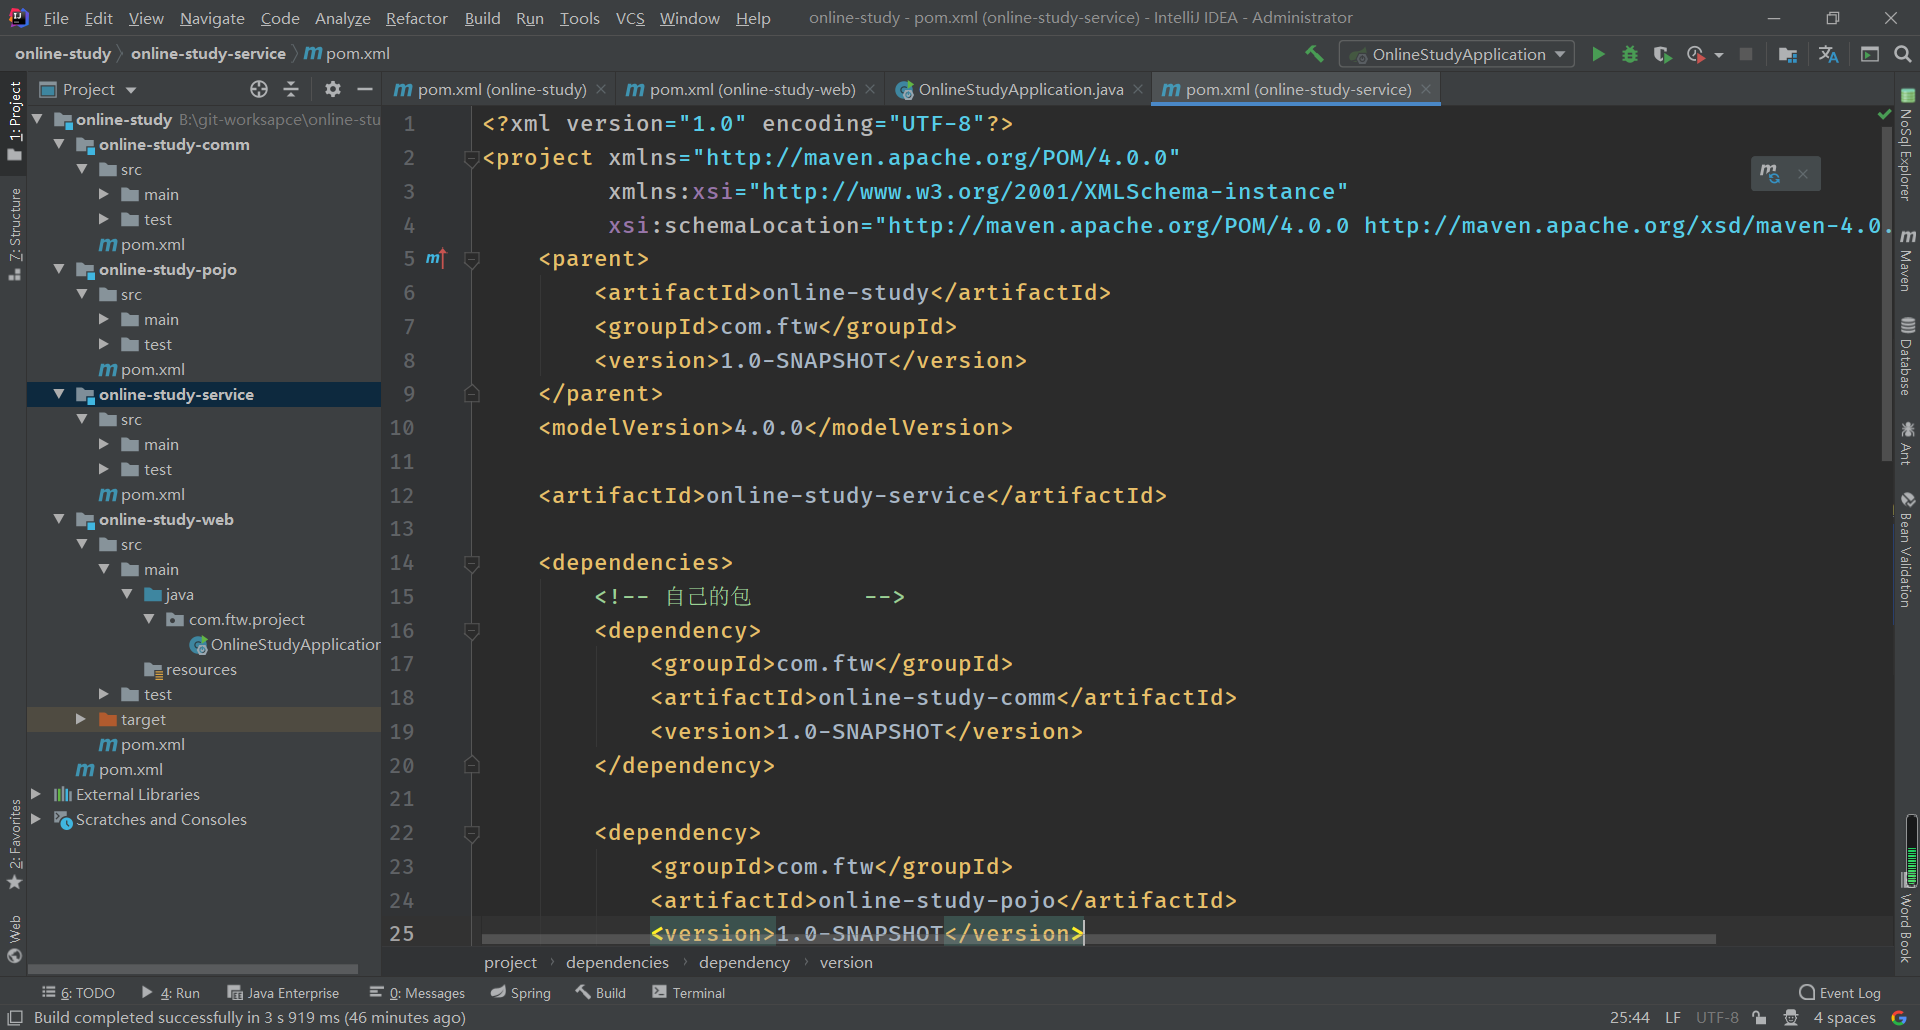 File Edit View Navigate Code Analyze Refactor Build Run Tools VCS Window Help online-study - pom.xml (online-study-service) - IntelliJ IDEA - Administrator
online-study online-study-service pom.xml OnlineStudyApplication
Project
pom.xml (online-study) pom.xml (online-study-web) OnlineStudyApplication.java pom.xml (online-study-service)
1: Project
7: Structure
2: Favorites
Web
online-study B:\git-worksapce\online-stu
online-study-comm
src
main
test
pom.xml
online-study-pojo
src
main
test
pom.xml
online-study-service
src
main
test
pom.xml
online-study-web
src
main
java
com.ftw.project
OnlineStudyApplication
resources
test
target
pom.xml
pom.xml
External Libraries
Scratches and Consoles
1 <?xml version="1.0" encoding="UTF-8"?>
2 <project xmlns="http://maven.apache.org/POM/4.0.0"
3 xmlns:xsi="http://www.w3.org/2001/XMLSchema-instance"
4 xsi:schemaLocation="http://maven.apache.org/POM/4.0.0 http://maven.apache.org/xsd/maven-4.0.
5 <parent>
6 <artifactId>online-study</artifactId>
7 <groupId>com.ftw</groupId>
8 <version>1.0-SNAPSHOT</version>
9 </parent>
10 <modelVersion>4.0.0</modelVersion>
11
12 <artifactId>online-study-service</artifactId>
13
14 <dependencies>
15 <!-- 自己的包 -->
16 <dependency>
17 <groupId>com.ftw</groupId>
18 <artifactId>online-study-comm</artifactId>
19 <version>1.0-SNAPSHOT</version>
20 </dependency>
21
22 <dependency>
23 <groupId>com.ftw</groupId>
24 <artifactId>online-study-pojo</artifactId>
25 <version>1.0-SNAPSHOT</version>
project dependencies dependency version
NoSql Explorer
Maven
Database
Ant
Bean Validation
Word Book
6: TODO 4: Run Java Enterprise 0: Messages Spring Build Terminal Event Log
Build completed successfully in 3 s 919 ms (46 minutes ago) 25:44 LF UTF-8 4 spaces